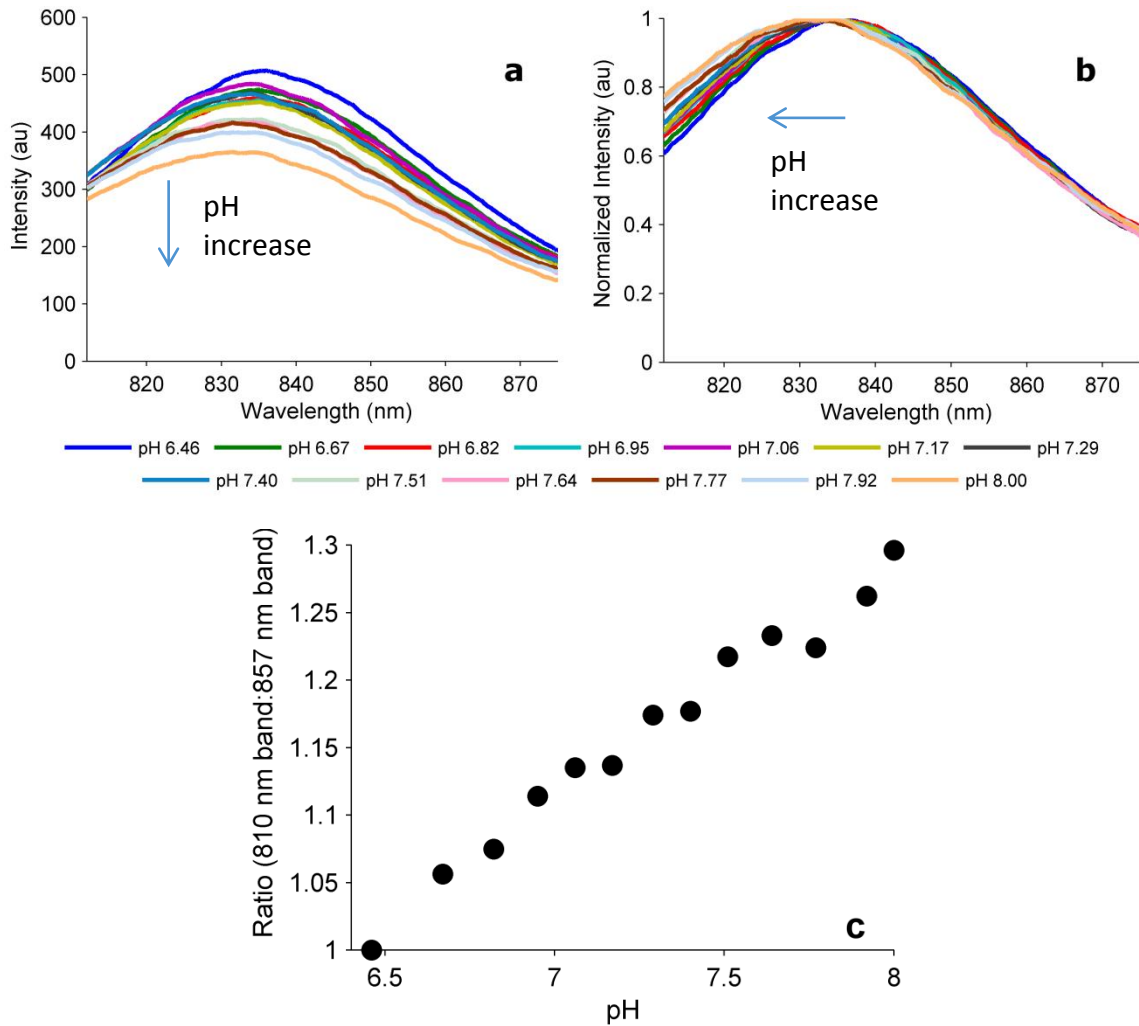 600
500
400
300
200
100
0
Intensity (au)
a
pH
increase
820 830 840 850 860 870
Wavelength (nm)
1
0.8
0.6
0.4
0.2
0
Normalized Intensity (au)
b
pH
increase
820 830 840 850 860 870
Wavelength (nm)
pH 6.46 pH 6.67 pH 6.82 pH 6.95 pH 7.06 pH 7.17 pH 7.29
pH 7.40 pH 7.51 pH 7.64 pH 7.77 pH 7.92 pH 8.00
1.3
1.25
1.2
1.15
1.1
1.05
1
Ratio (810 nm band:857 nm band)
c
6.5 7 7.5 8
pH